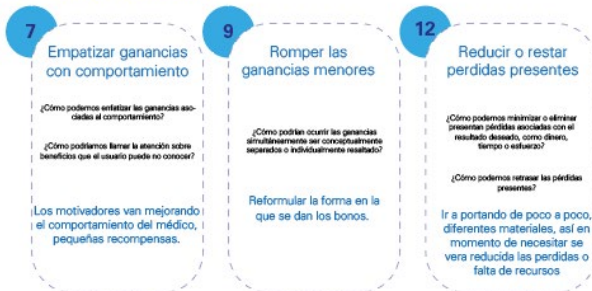 7
Empatizar ganancias
con comportamiento
¿Cómo podemos enfatizar las ganancias aso-
ciadas al comportamiento?
¿Cómo podríamos llamar la atención sobre
beneficios que el usuario puede no conocer?
Los motivadores van mejorando
el comportamiento del médico,
pequeñas recompensas.
9
Romper las
ganancias menores
¿Cómo podrían ocurrir las ganancias
simultáneamente ser conceptualmente
separados o individualmente resaltado?
Reformular la forma en la
que se dan los bonos.
12
Reducir o restar
perdidas presentes
¿Cómo podemos minimizar o eliminar
presentan pérdidas asociadas con el
resultado deseado, como dinero,
tiempo o esfuerzo?
¿Cómo podemos retrasar las pérdidas
presentes?
Ir a portando de poco a poco,
diferentes materiales, así en
momento de necesitar se
vera reducida las perdidas o
falta de recursos